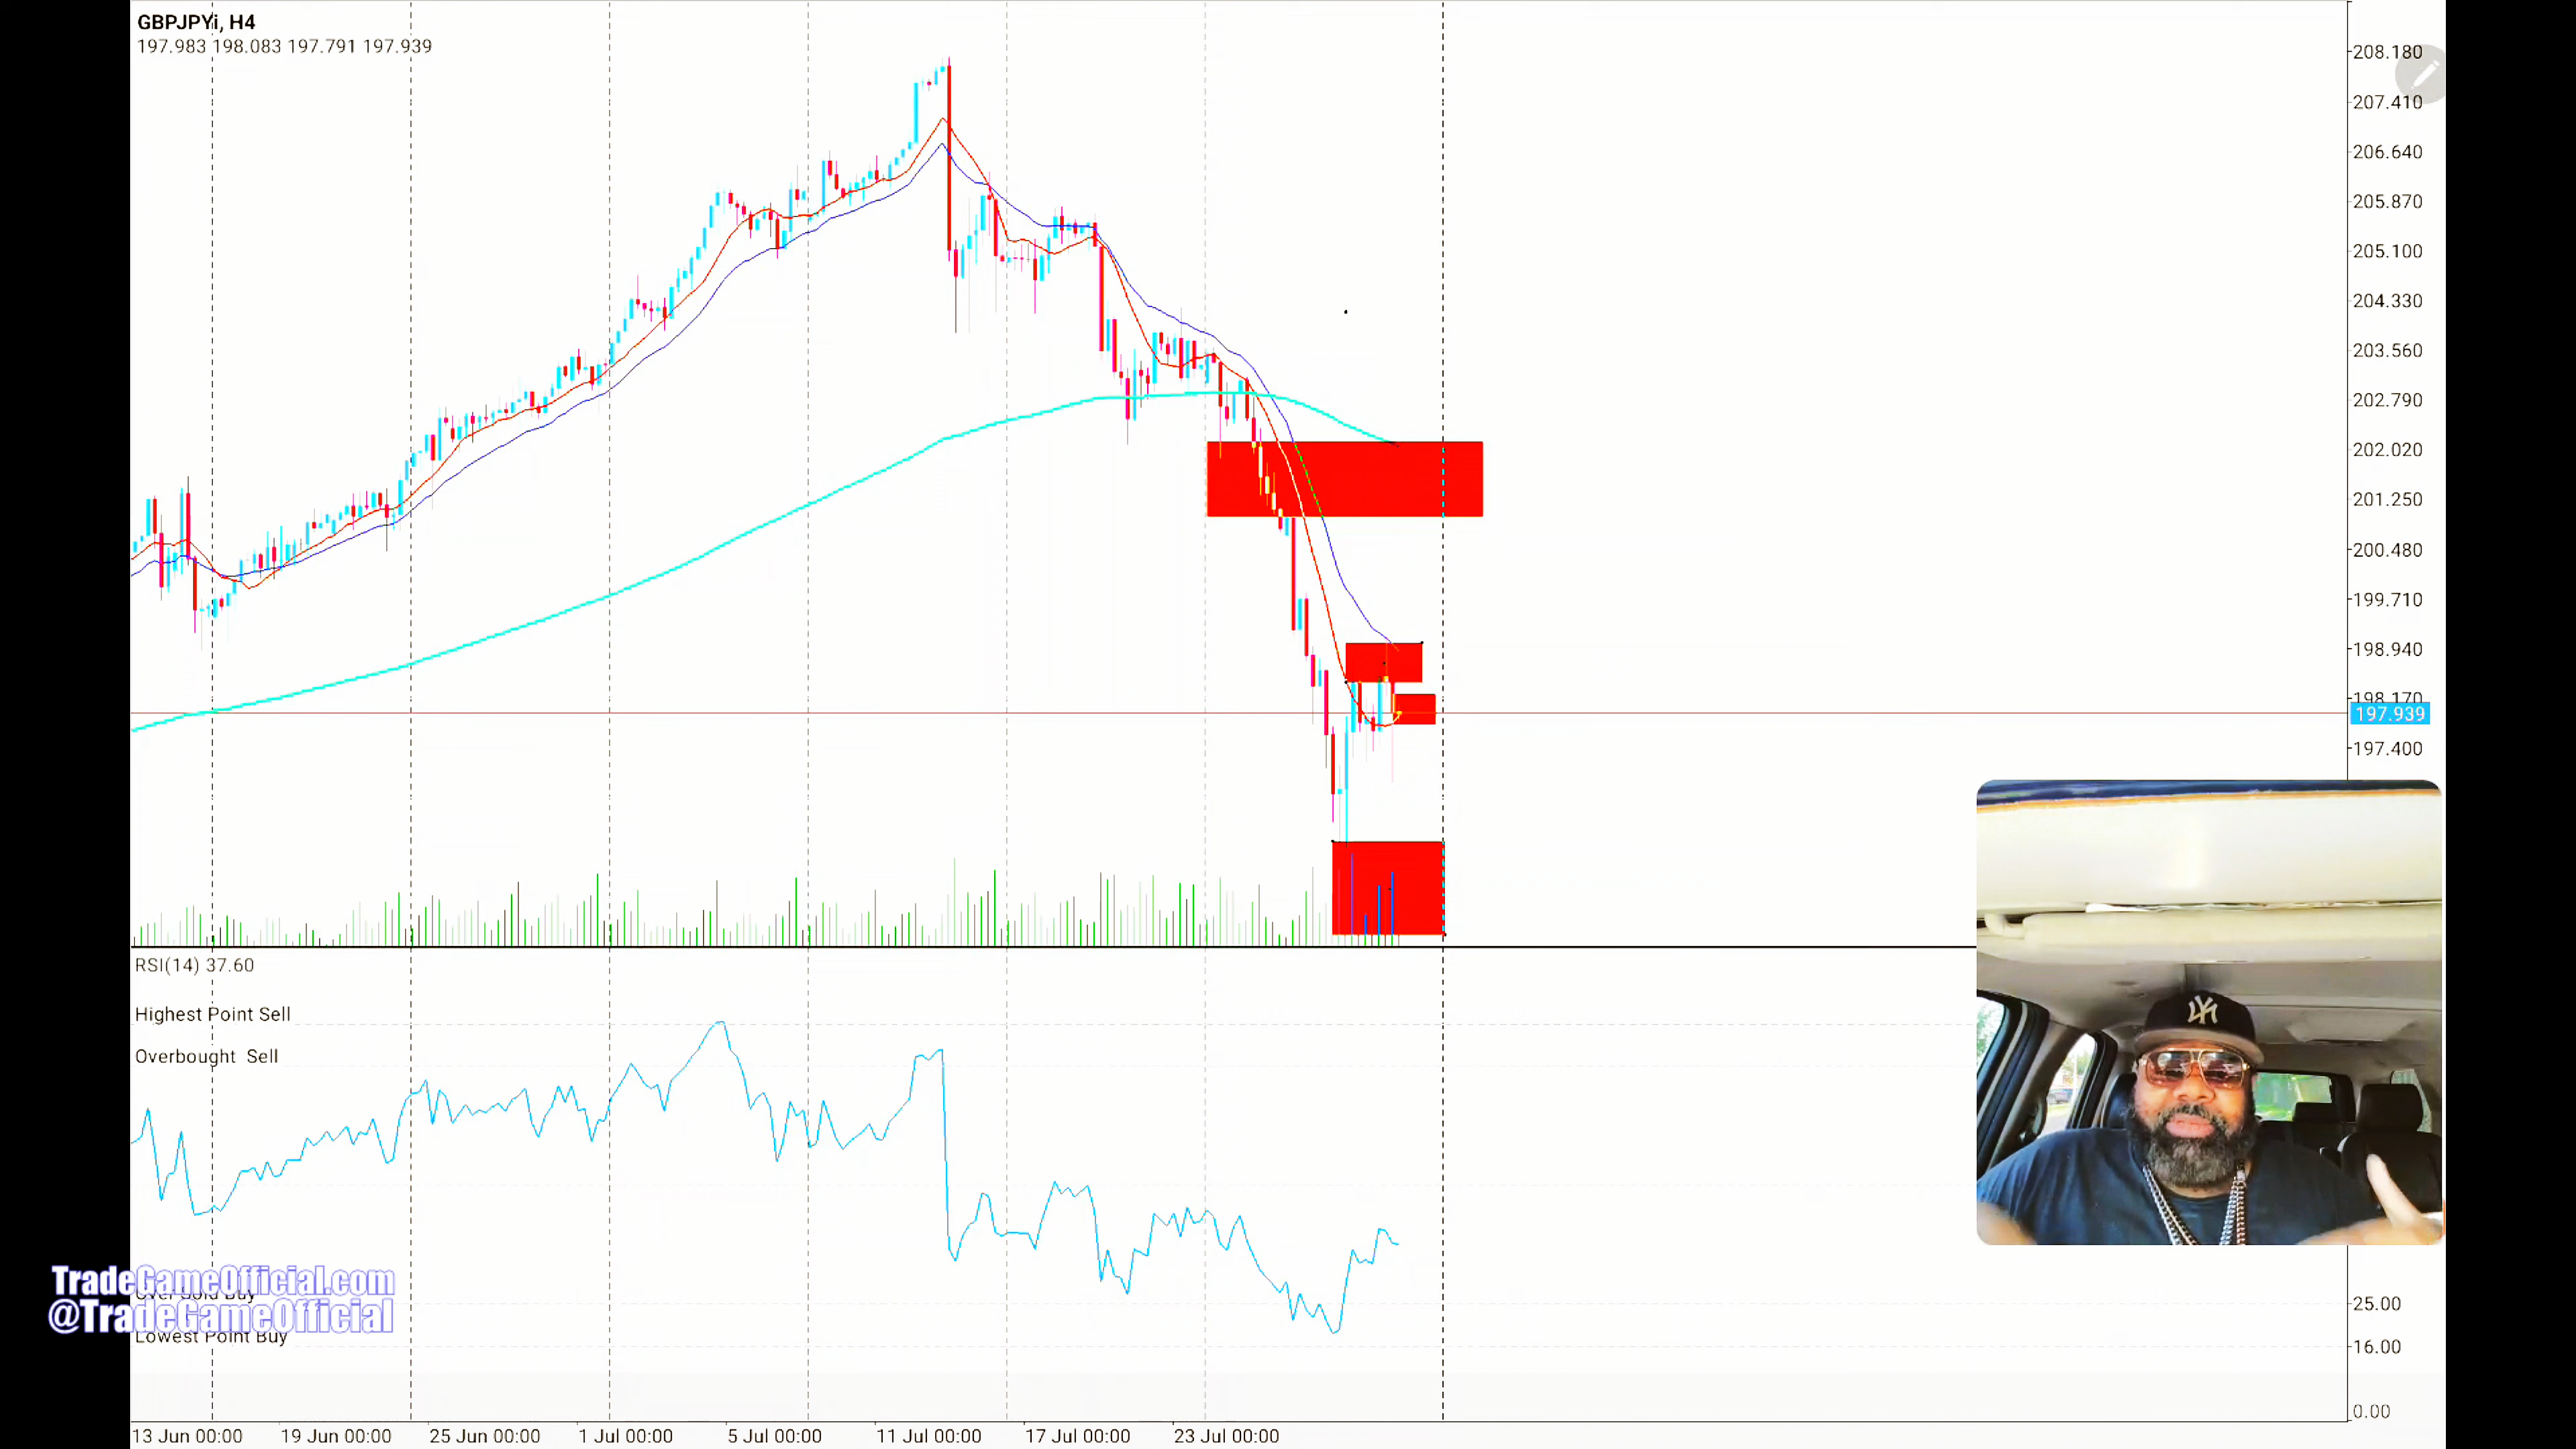 GBPJPYi, H4
197.983 198.083 197.791 197.939
208.180
207.410
206.640
205.870
205.100
204.330
203.560
202.790
202.020
201.250
200.480
199.710
198.940
198.170
197.939
197.400
RSI(14) 37.60
Highest Point Sell
Overbought Sell
NY
TradeGameOfficial.com
@TradeGameOfficial
Lowest Point Buy
25.00
16.00
0.00
13 Jun 00:00 19 Jun 00:00 25 Jun 00:00 1 Jul 00:00 5 Jul 00:00 11 Jul 00:00 17 Jul 00:00 23 Jul 00:00